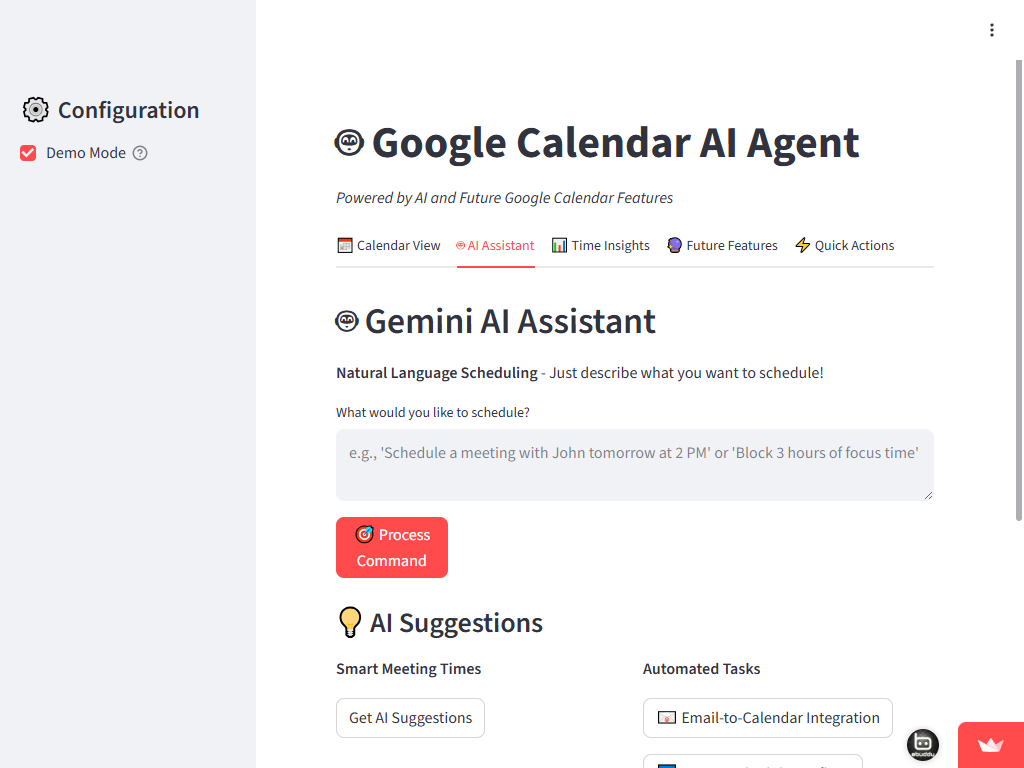 Configuration
Demo Mode
Google Calendar AI Agent
Powered by AI and Future Google Calendar Features
Calendar View
AI Assistant
Time Insights
Future Features
Quick Actions
Gemini AI Assistant
Natural Language Scheduling - Just describe what you want to schedule!
What would you like to schedule?
e.g., 'Schedule a meeting with John tomorrow at 2 PM' or 'Block 3 hours of focus time'
Process
Command
AI Suggestions
Smart Meeting Times
Automated Tasks
Get AI Suggestions
Email-to-Calendar Integration